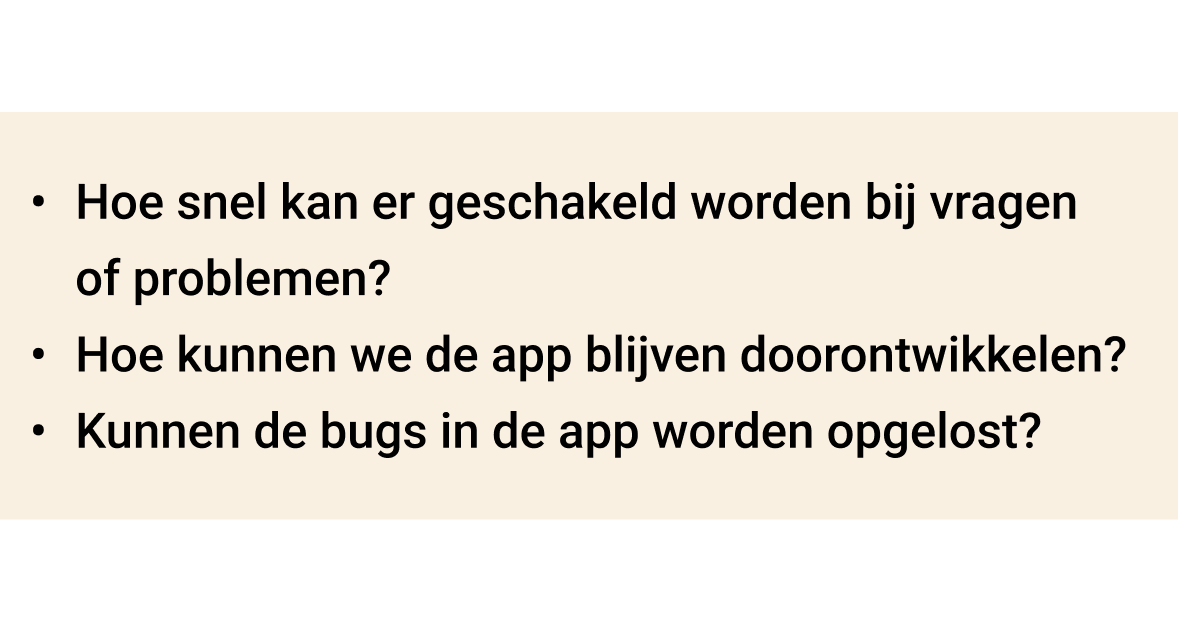 • Hoe snel kan er geschakeld worden bij vragen
of problemen?
• Hoe kunnen we de app blijven doorontwikkelen?
• Kunnen de bugs in de app worden opgelost?